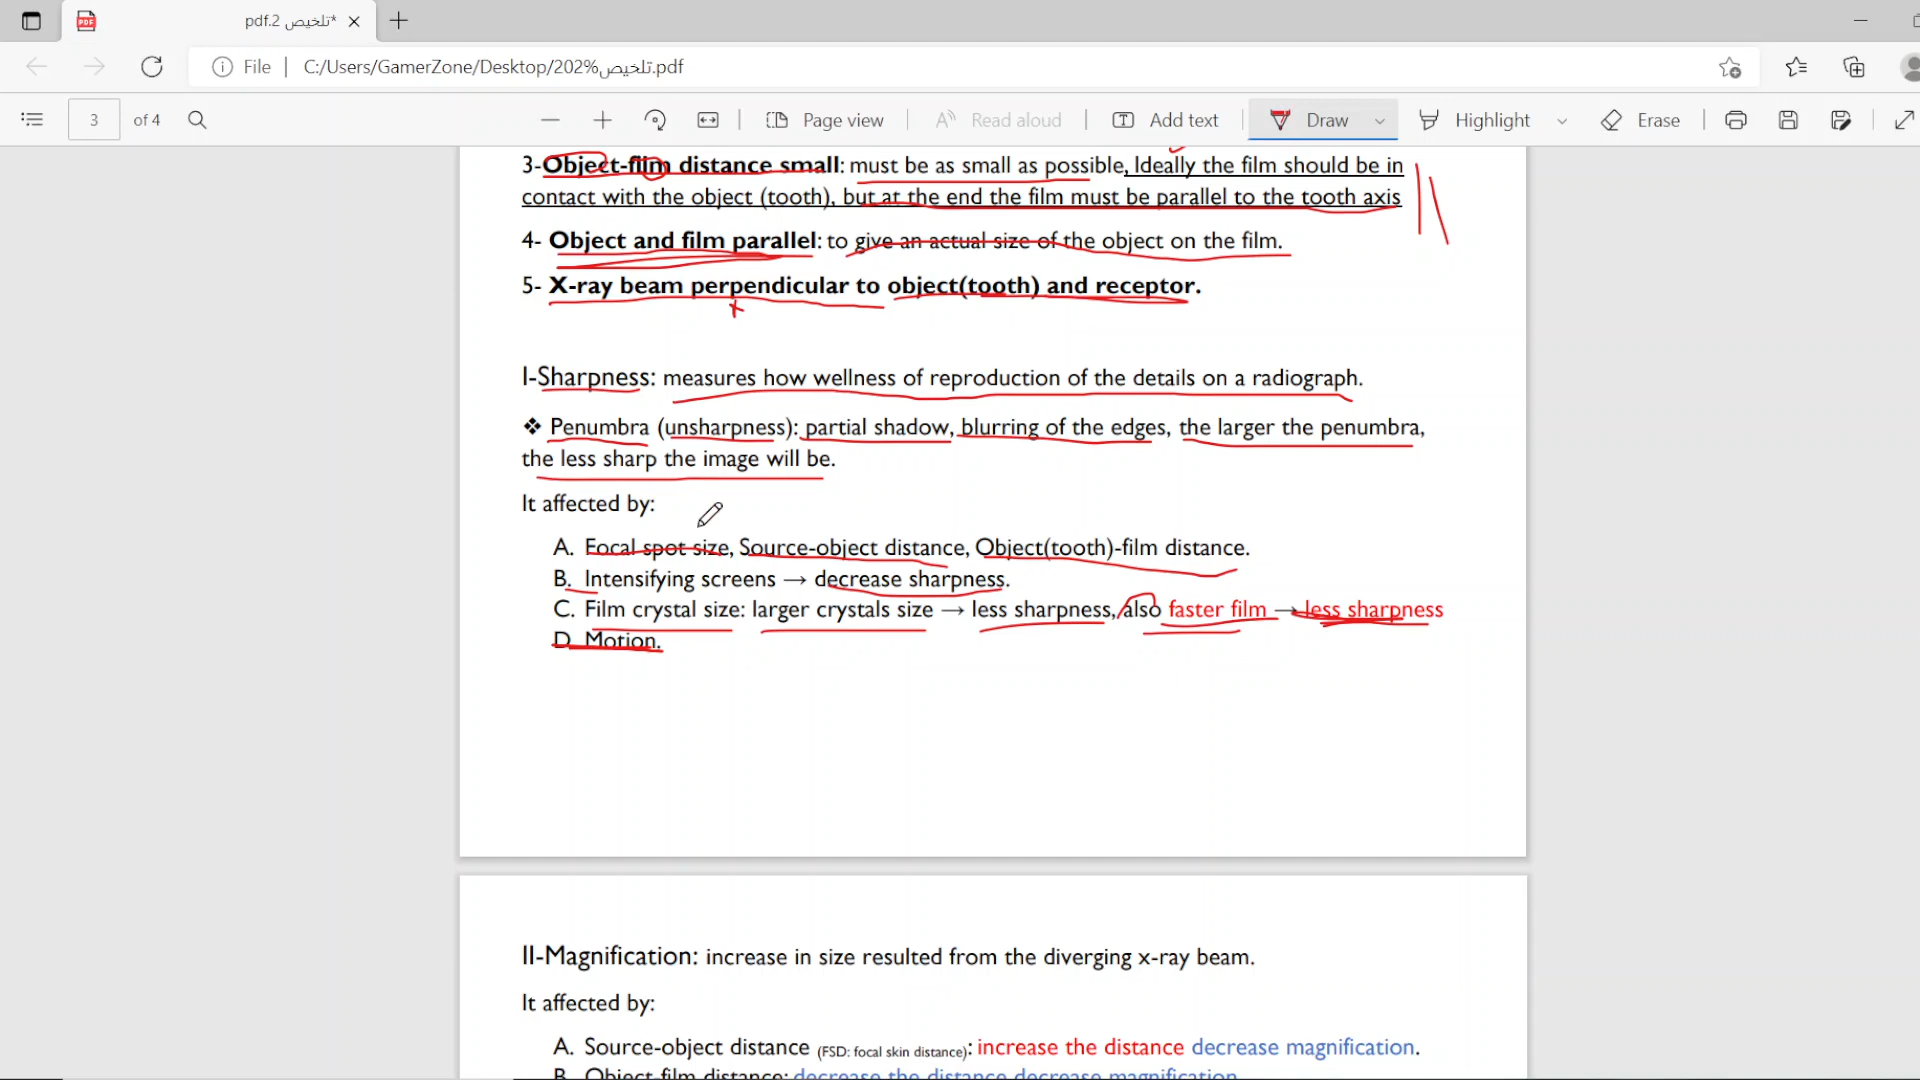 pdf.2 تلخيص*
File
C:/Users/GamerZone/Desktop/202%تلخيص.pdf
3 of 4
Page view
Read aloud
Add text
Draw
Highlight
Erase
3-Object-film distance small: must be as small as possible, Ideally the film should be in
contact with the object (tooth), but at the end the film must be parallel to the tooth axis
4- Object and film parallel: to give an actual size of the object on the film.
5- X-ray beam perpendicular to object(tooth) and receptor.
I-Sharpness: measures how wellness of reproduction of the details on a radiograph.
❖ Penumbra (unsharpness): partial shadow, blurring of the edges, the larger the penumbra,
the less sharp the image will be.
It affected by:
A. Focal spot size, Source-object distance, Object(tooth)-film distance.
B. Intensifying screens → decrease sharpness.
C. Film crystal size: larger crystals size → less sharpness, also faster film → less sharpness
D. Motion.
II-Magnification: increase in size resulted from the diverging x-ray beam.
It affected by:
A. Source-object distance (FSD: focal skin distance): increase the distance decrease magnification.
B. Object-film distance: decrease the distance decrease magnification